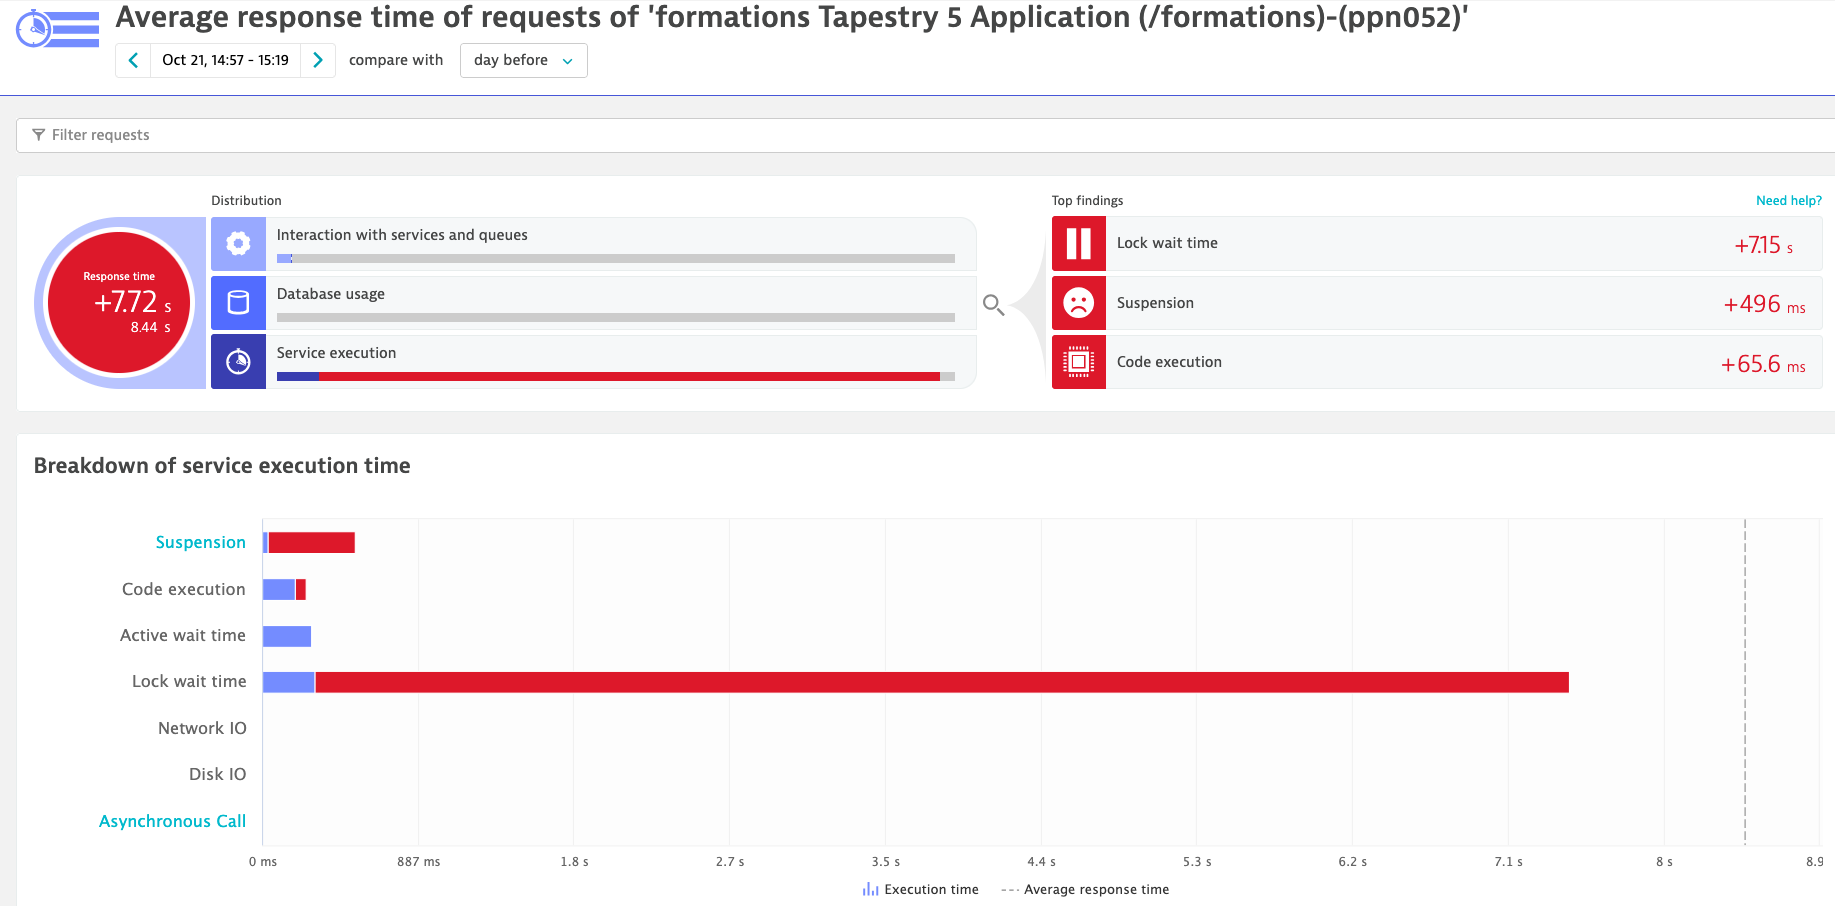 Average response time of requests of 'formations Tapestry 5 Application (/formations)-(ppn052)'
Oct 21, 14:57 - 15:19 compare with day before
Filter requests
Distribution
Response time
+7.72 s
8.44 s
Interaction with services and queues
Database usage
Service execution
Top findings Need help?
Lock wait time +7.15 s
Suspension +496 ms
Code execution +65.6 ms
Breakdown of service execution time
Suspension
Code execution
Active wait time
Lock wait time
Network IO
Disk IO
Asynchronous Call
0 ms 887 ms 1.8 s 2.7 s 3.5 s 4.4 s 5.3 s 6.2 s 7.1 s 8 s 8.9
Execution time Average response time